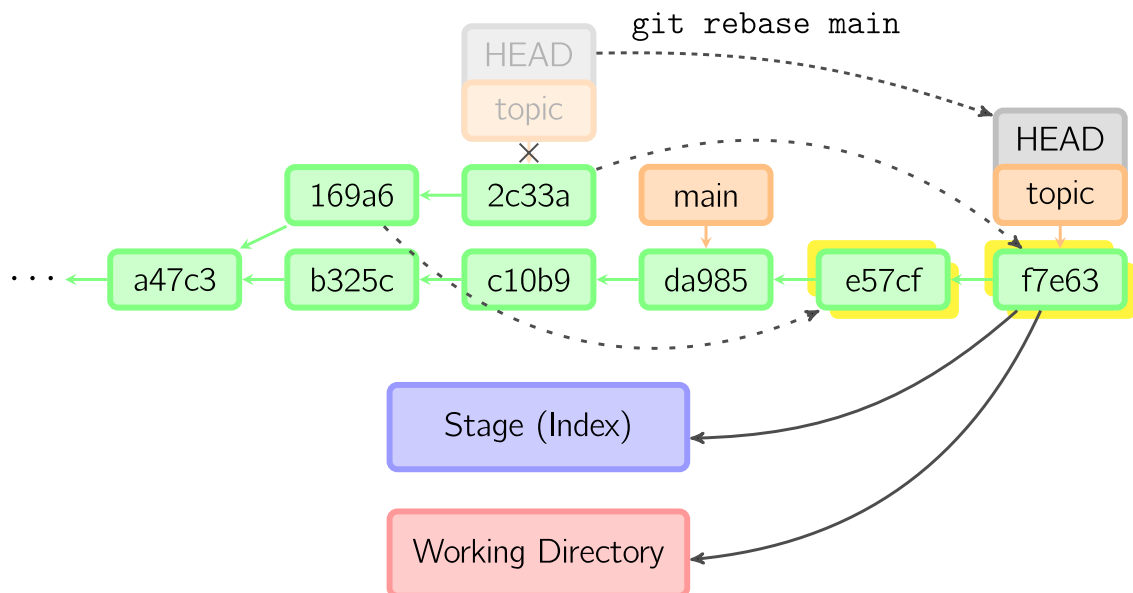 git rebase main
HEAD
topic
HEAD
topic
169a6
2c33a
main
...
a47c3
b325c
c10b9
da985
e57cf
f7e63
Stage (Index)
Working Directory